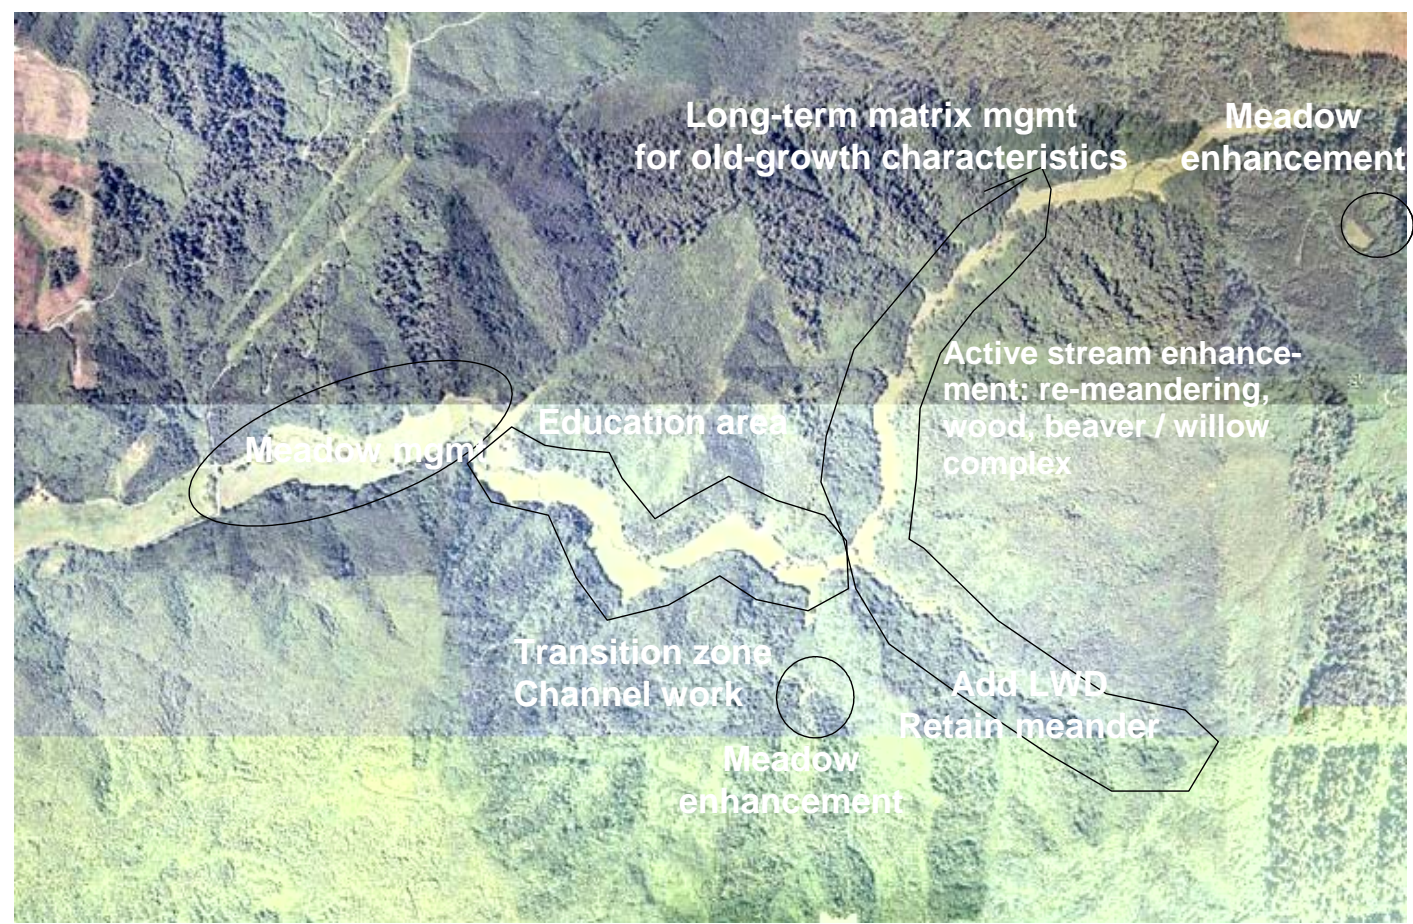 Long-term matrix mgmt
for old-growth characteristics
Meadow
enhancement
Active stream enhance-
ment: re-meandering,
wood, beaver / willow
complex
Education area
Meadow mgmt
Transition zone
Channel work
Add LWD
Retain meander
Meadow
enhancement